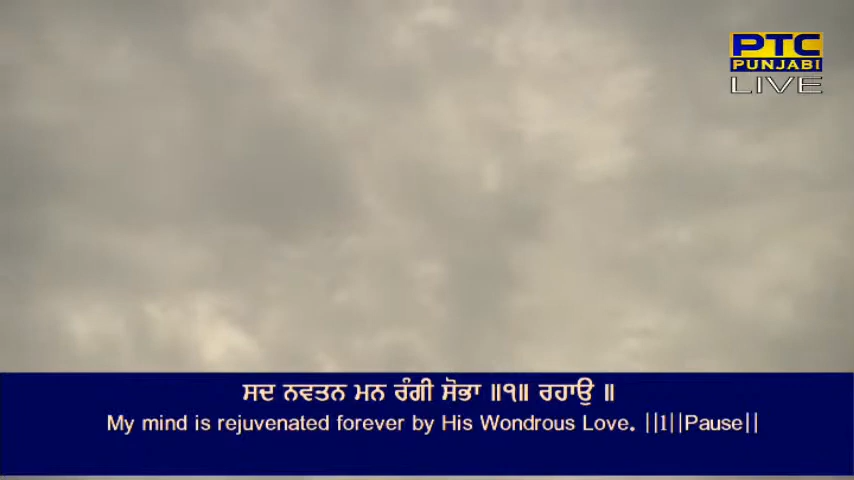 PTC
PUNJABI
LIVE
ਸਦ ਨਵਤਨ ਮਨ ਰੰਗੀ ਸੋਭਾ ॥੧॥ ਰਹਾਉ ॥
My mind is rejuvenated forever by His Wondrous Love. ||1||Pause||